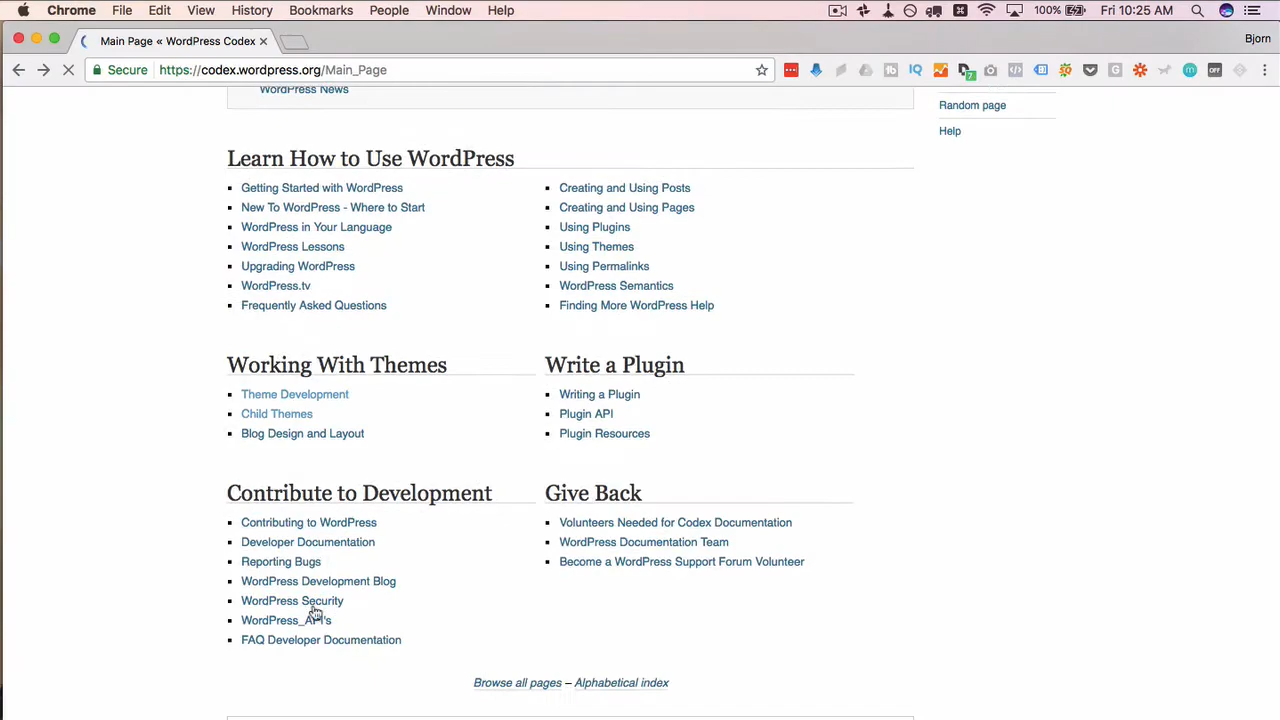 Chrome File Edit View History Bookmarks People Window Help 100% Fri 10:25 AM
Main Page « WordPress Codex Bjorn
Secure https://codex.wordpress.org/Main_Page
WordPress News
Random page
Help
Learn How to Use WordPress
Getting Started with WordPress
New To WordPress - Where to Start
WordPress in Your Language
WordPress Lessons
Upgrading WordPress
WordPress.tv
Frequently Asked Questions
Creating and Using Posts
Creating and Using Pages
Using Plugins
Using Themes
Using Permalinks
WordPress Semantics
Finding More WordPress Help
Working With Themes
Theme Development
Child Themes
Blog Design and Layout
Write a Plugin
Writing a Plugin
Plugin API
Plugin Resources
Contribute to Development
Contributing to WordPress
Developer Documentation
Reporting Bugs
WordPress Development Blog
WordPress Security
WordPress_API's
FAQ Developer Documentation
Give Back
Volunteers Needed for Codex Documentation
WordPress Documentation Team
Become a WordPress Support Forum Volunteer
Browse all pages – Alphabetical index